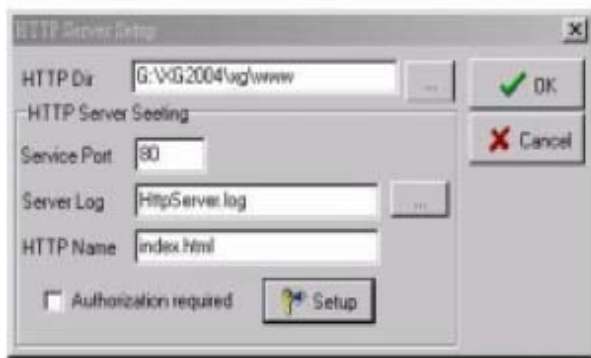 HTTP Server Setup
HTTP Dir G:\XG2004\xg\www ...
OK
HTTP Server Seeting
Cancel
Service Port 80
Server Log HttpServer.log ...
HTTP Name index.html
Authorization required Setup